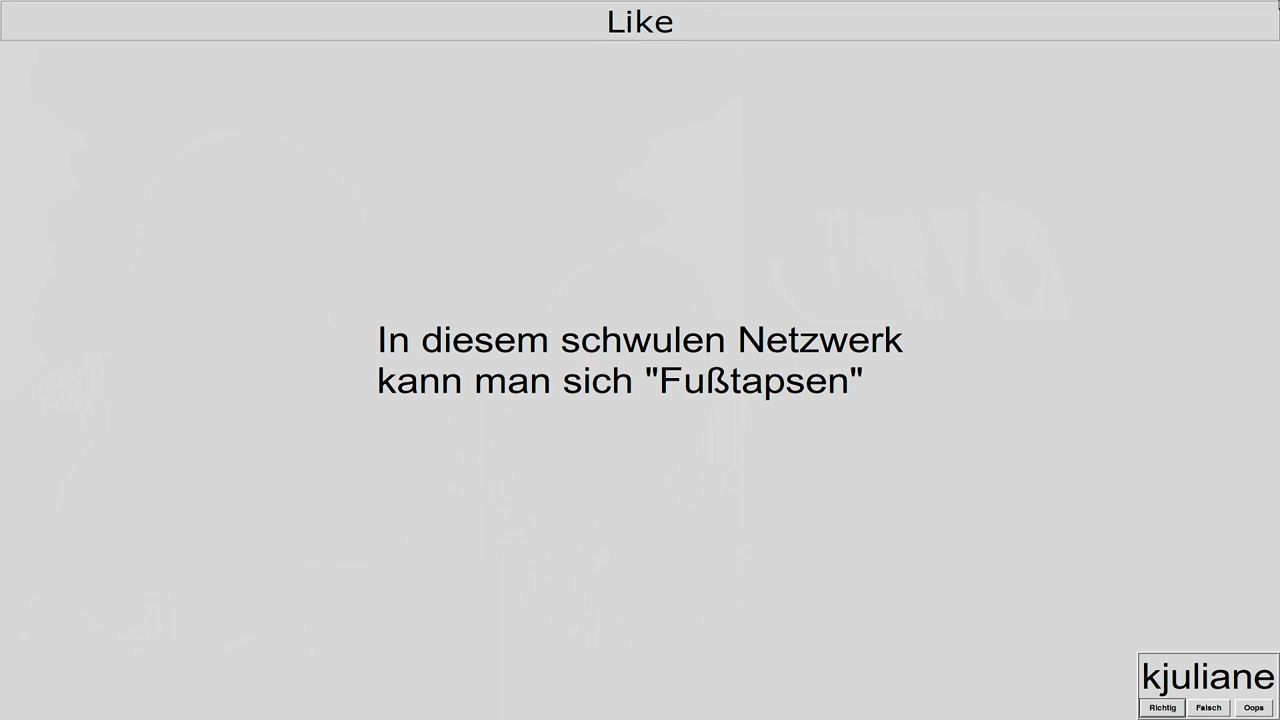 Like
In diesem schwulen Netzwerk
kann man sich "Fußtapsen"
kjuliane
Richtig Falsch Oops